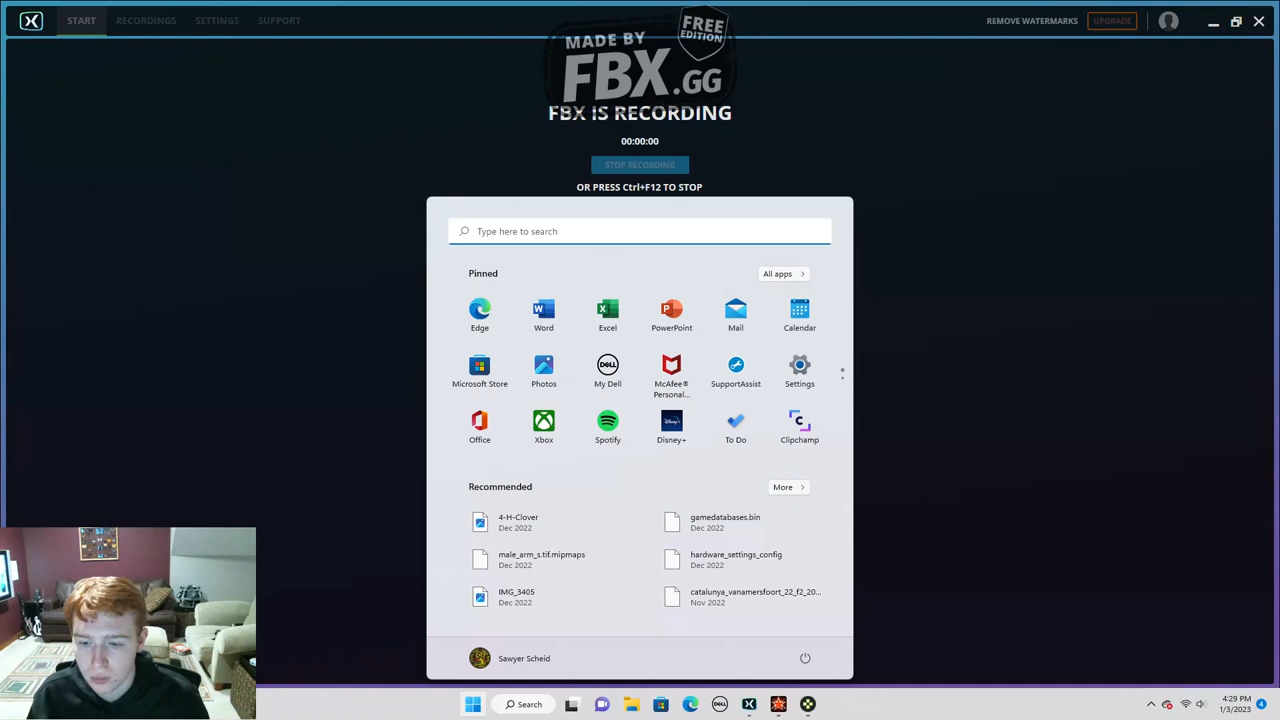 START RECORDINGS SETTINGS SUPPORT
REMOVE WATERMARKS UPGRADE
FREE EDITION
MADE BY
FBX.GG
FBX IS RECORDING
00:00:00
STOP RECORDING
OR PRESS Ctrl+F12 TO STOP
Type here to search
Pinned
All apps
Edge Word Excel PowerPoint Mail Calendar
Microsoft Store Photos My Dell McAfee® Personal... SupportAssist Settings
Office Xbox Spotify Disney+ To Do Clipchamp
Recommended
More
4-H-Clover
Dec 2022
gamedatabases.bin
Dec 2022
male_arm_s.tif.mipmaps
Dec 2022
hardware_settings_config
Dec 2022
IMG_3405
Dec 2022
catalunya_vanamersfoort_22_f2_20...
Nov 2022
Sawyer Scheid
Search
4:29 PM
1/3/2023
4